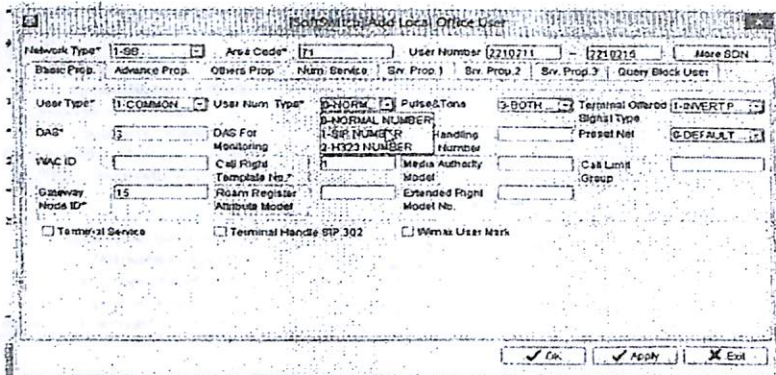 [SoftSwitch] Add Local Office User
Network Type* 1-SS Area Code* 71 User Number 2210211 – 2210215 More SDN
Basic Prop. Advance Prop. Others Prop Num. Service Srv. Prop.1 Srv. Prop.2 Srv. Prop.3 Query Block User
User Type* 1-COMMON User Num Type* 0-NORM. Pulse&Tone 3-BOTH Terminal Offered Signal Type 1-INVERT P
0-NORMAL NUMBER
1-SIP NUMBER
2-H323 NUMBER
DAS* 3 DAS For Monitoring Handling Number Preset Net 0-DEFAULT
WAC ID Call Right Template No.* 1 Media Authority Model Call Limit Group
Gateway Node ID* 15 Roam Register Attribute Model Extended Right Model No.
Terminal Service Terminal Handle SIP 302 Wimax User Mark
OK Apply Exit